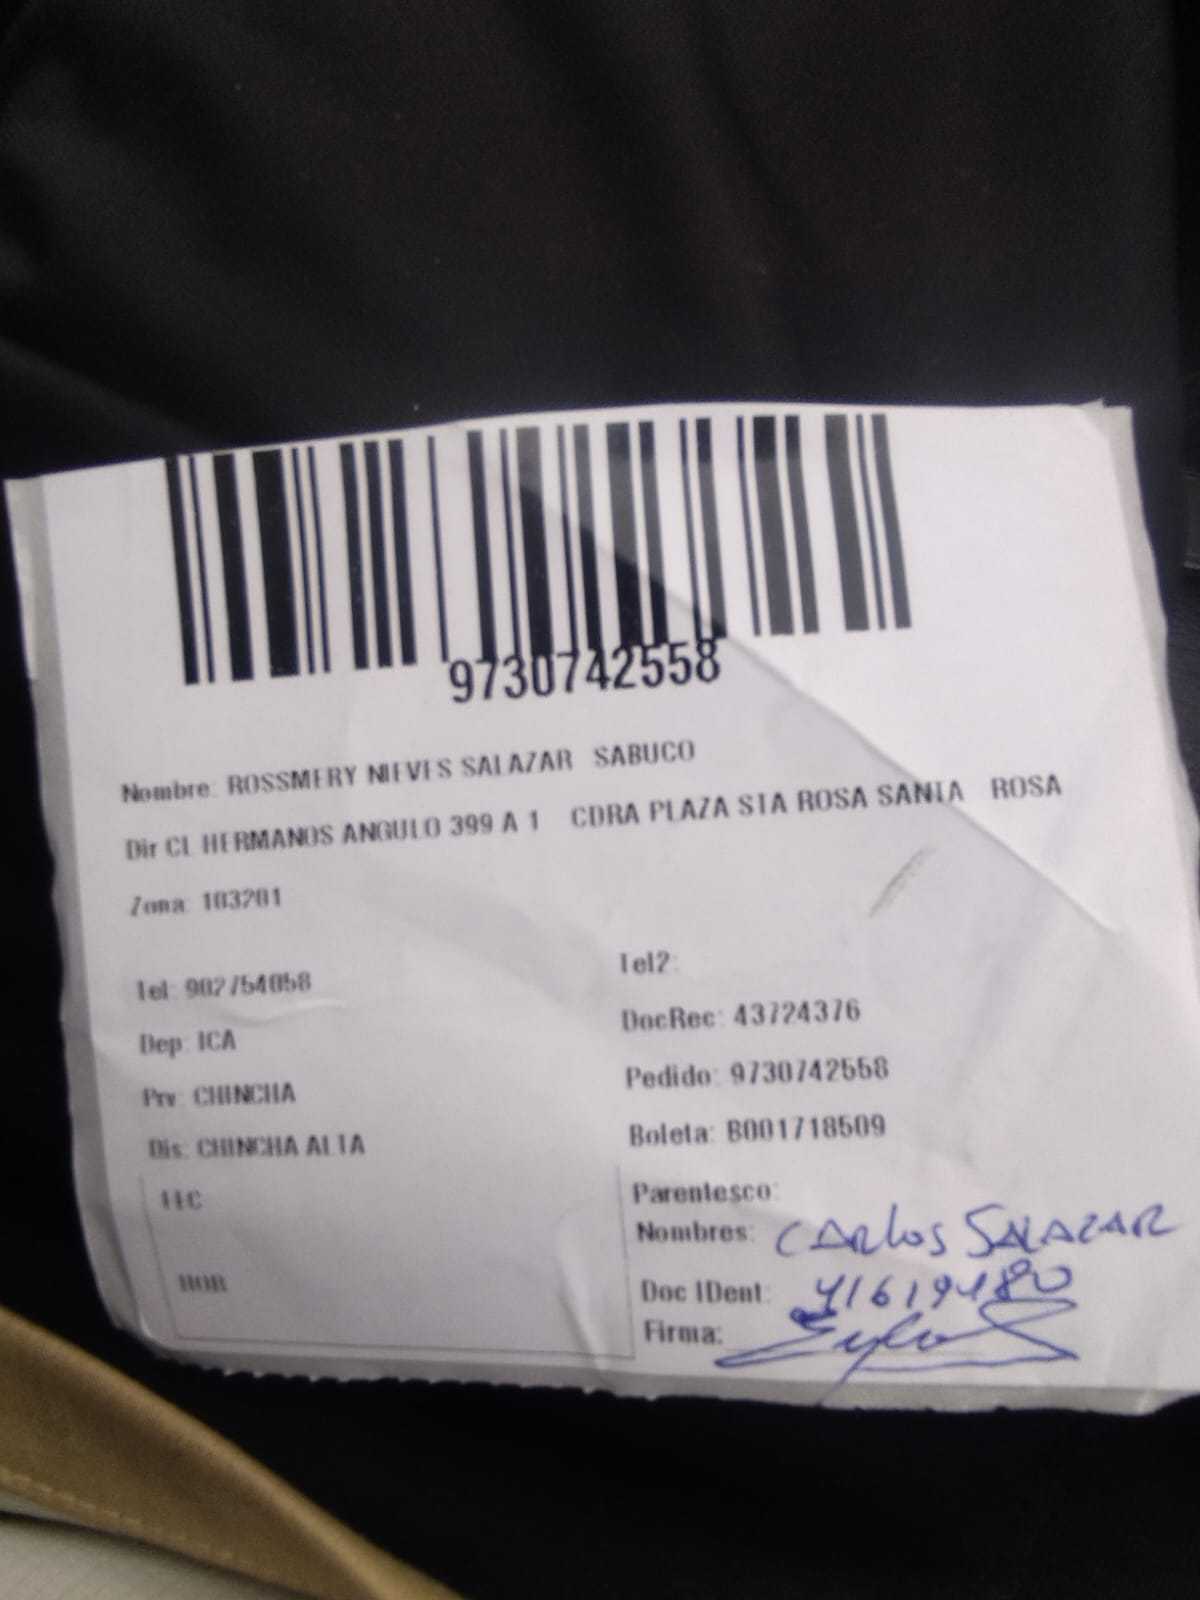 9730742558
Nombre: ROSSMERY NIEVES SALAZAR SABUCO
Dir CL HERMANOS ANGULO 399 A 1 CDRA PLAZA STA ROSA SANTA ROSA
Zona: 103201
Tel: 902754058 Tel2:
Dep: ICA DocRec: 43724376
Prv: CHINCHA Pedido: 9730742558
Dis: CHINCHA ALTA Boleta: B001718509
FEC Parentesco:
Nombres: CARLOS SALAZAR
HOR Doc IDent: 41619480
Firma: